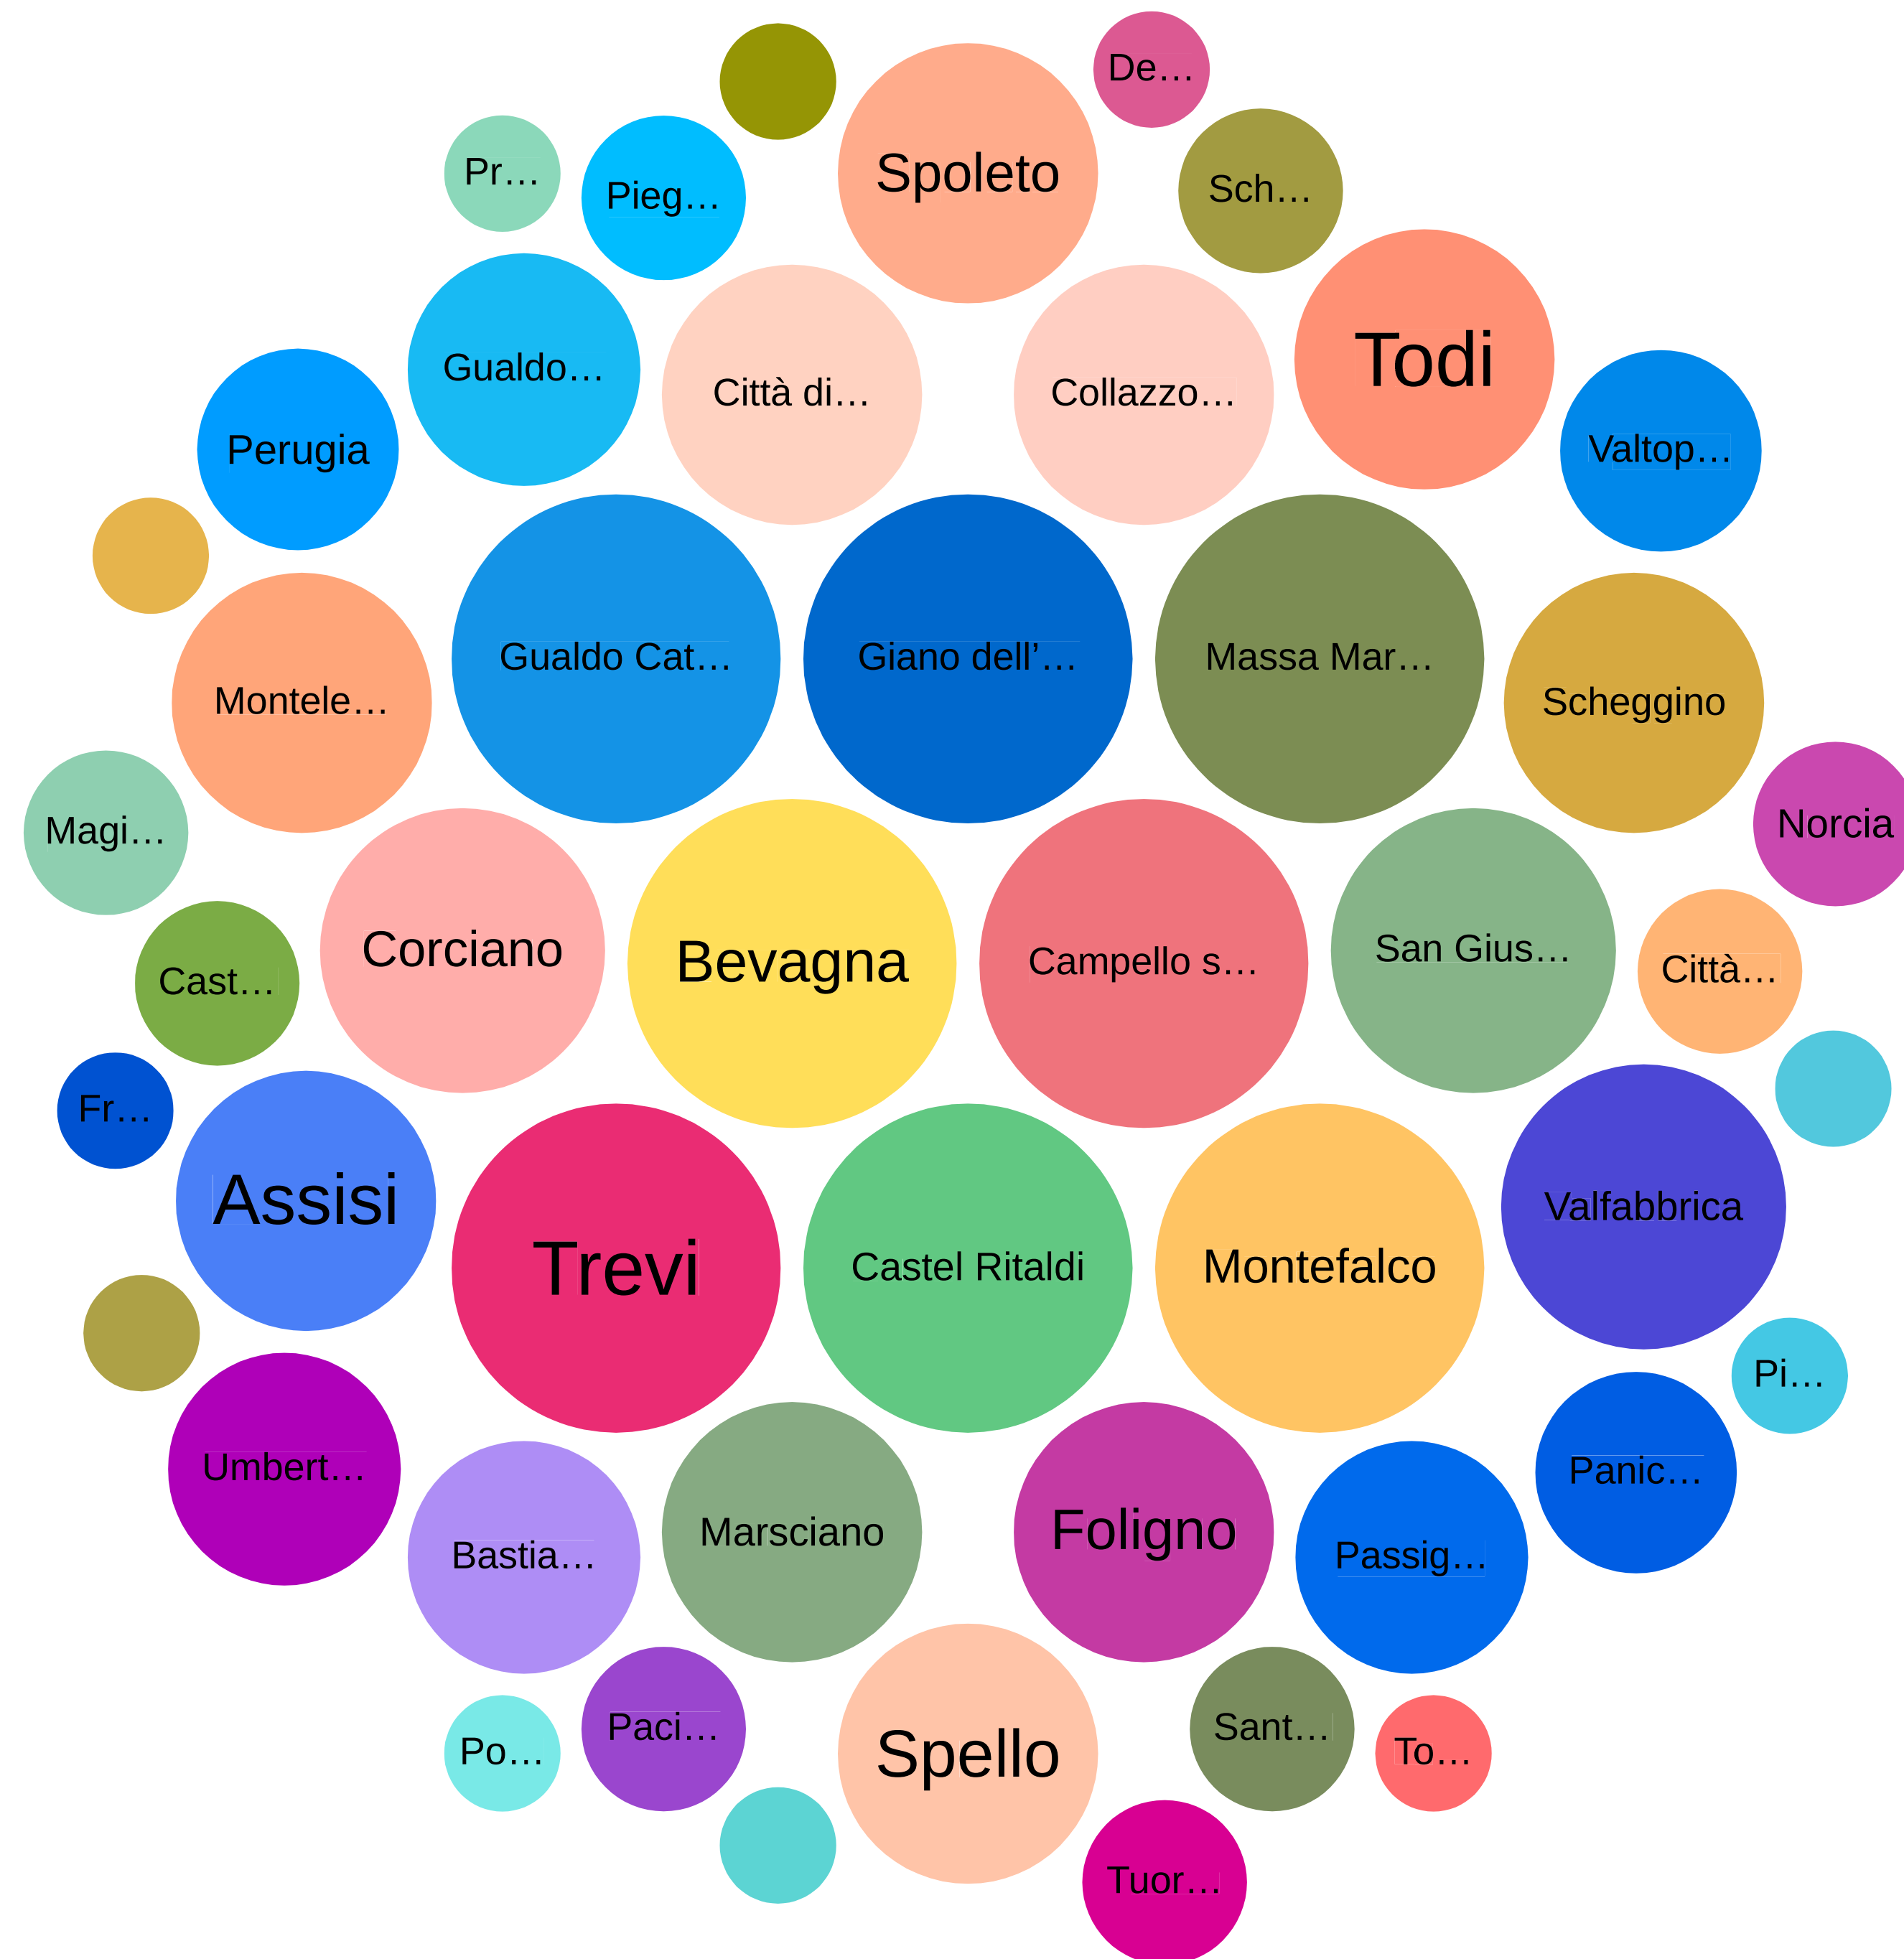 De…
Pr…
Spoleto
Sch…
Pieg…
Todi
Gualdo…
Città di…
Collazzo…
Perugia
Valtop…
Gualdo Cat…
Giano dell’…
Massa Mar…
Montele…
Scheggino
Norcia
Magi…
Corciano
San Gius…
Bevagna
Campello s…
Città…
Cast…
Fr…
Assisi
Valfabbrica
Trevi
Castel Ritaldi
Montefalco
Pi…
Umbert…
Panic…
Marsciano
Foligno
Bastia…
Passig…
Paci…
Sant…
Po…
Spello
To…
Tuor…